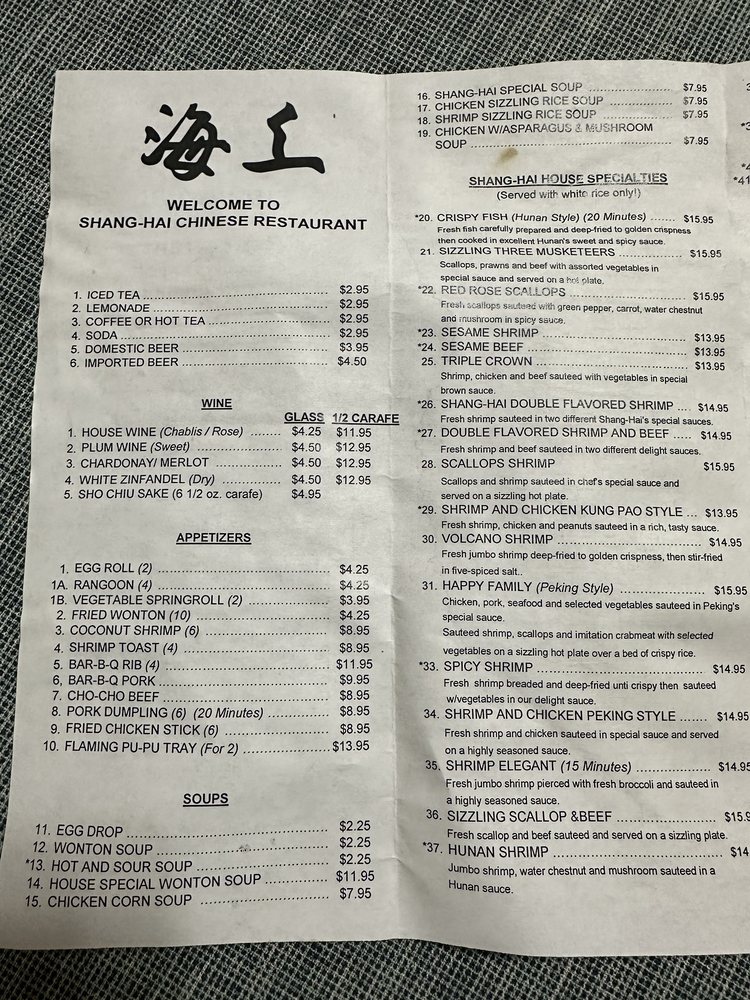 海上
WELCOME TO
SHANG-HAI CHINESE RESTAURANT
1. ICED TEA ........ $2.95
2. LEMONADE ........ $2.95
3. COFFEE OR HOT TEA ........ $2.95
4. SODA ........ $2.95
5. DOMESTIC BEER ........ $3.95
6. IMPORTED BEER ........ $4.50
WINE
GLASS 1/2 CARAFE
1. HOUSE WINE (Chablis / Rose) ........ $4.25 $11.95
2. PLUM WINE (Sweet) ........ $4.50 $12.95
3. CHARDONAY/ MERLOT $4.50 $12.95
4. WHITE ZINFANDEL (Dry) ........ $4.50 $12.95
5. SHO CHIU SAKE (6 1/2 oz. carafe) $4.95
APPETIZERS
1. EGG ROLL (2) ........ $4.25
1A. RANGOON (4) ........ $4.25
1B. VEGETABLE SPRINGROLL (2) ........ $3.95
2. FRIED WONTON (10) ........ $4.25
3. COCONUT SHRIMP (6) ........ $8.95
4. SHRIMP TOAST (4) ........ $8.95
5. BAR-B-Q RIB (4) ........ $11.95
6, BAR-B-Q PORK ........ $9.95
7. CHO-CHO BEEF ........ $8.95
8. PORK DUMPLING (6) (20 Minutes) ........ $8.95
9. FRIED CHICKEN STICK (6) ........ $8.95
10. FLAMING PU-PU TRAY (For 2) ........ $13.95
SOUPS
11. EGG DROP ........ $2.25
12. WONTON SOUP ........ $2.25
*13. HOT AND SOUR SOUP ........ $2.25
14. HOUSE SPECIAL WONTON SOUP ........ $11.95
15. CHICKEN CORN SOUP ........ $7.95
16. SHANG-HAI SPECIAL SOUP ........ $7.95
17. CHICKEN SIZZLING RICE SOUP ........ $7.95
18. SHRIMP SIZZLING RICE SOUP ........ $7.95
19. CHICKEN W/ASPARAGUS & MUSHROOM
SOUP ........ $7.95
SHANG-HAI HOUSE SPECIALTIES
(Served with white rice only!)
*20. CRISPY FISH (Hunan Style) (20 Minutes) ....... $15.95
Fresh fish carefully prepared and deep-fried to golden crispness
then cooked in excellent Hunan's sweet and spicy sauce.
21. SIZZLING THREE MUSKETEERS ........ $15.95
Scallops, prawns and beef with assorted vegetables in
special sauce and served on a hot plate.
*22. RED ROSE SCALLOPS ........ $15.95
Fresh scallops sauteed with green pepper, carrot, water chestnut
and mushroom in spicy sauce.
*23. SESAME SHRIMP ........ $13.95
*24. SESAME BEEF ........ $13.95
25. TRIPLE CROWN ........ $13.95
Shrimp, chicken and beef sauteed with vegetables in special
brown sauce.
*26. SHANG-HAI DOUBLE FLAVORED SHRIMP .... $14.95
Fresh shrimp sauteed in two different Shang-Hai's special sauces.
*27. DOUBLE FLAVORED SHRIMP AND BEEF ..... $14.95
Fresh shrimp and beef sauteed in two different delight sauces.
28. SCALLOPS SHRIMP $15.95
Scallops and shrimp sauteed in chef's special sauce and
served on a sizzling hot plate.
*29. SHRIMP AND CHICKEN KUNG PAO STYLE ... $13.95
Fresh shrimp, chicken and peanuts sauteed in a rich, tasty sauce.
30. VOLCANO SHRIMP ........ $14.95
Fresh jumbo shrimp deep-fried to golden crispness, then stir-fried
in five-spiced salt..
31. HAPPY FAMILY (Peking Style) ........ $15.95
Chicken, pork, seafood and selected vegetables sauteed in Peking's
special sauce.
Sauteed shrimp, scallops and imitation crabmeat with selected
vegetables on a sizzling hot plate over a bed of crispy rice.
*33. SPICY SHRIMP ........ $14.95
Fresh shrimp breaded and deep-fried unti crispy then sauteed
w/vegetables in our delight sauce.
34. SHRIMP AND CHICKEN PEKING STYLE ....... $14.95
Fresh shrimp and chicken sauteed in special sauce and served
on a highly seasoned sauce.
35. SHRIMP ELEGANT (15 Minutes) ........ $14.95
Fresh jumbo shrimp pierced with fresh broccoli and sauteed in
a highly seasoned sauce.
36. SIZZLING SCALLOP &BEEF ........ $15.9
Fresh scallop and beef sauteed and served on a sizzling plate.
*37. HUNAN SHRIMP ........ $14
Jumbo shrimp, water chestnut and mushroom sauteed in a
Hunan sauce.
*41